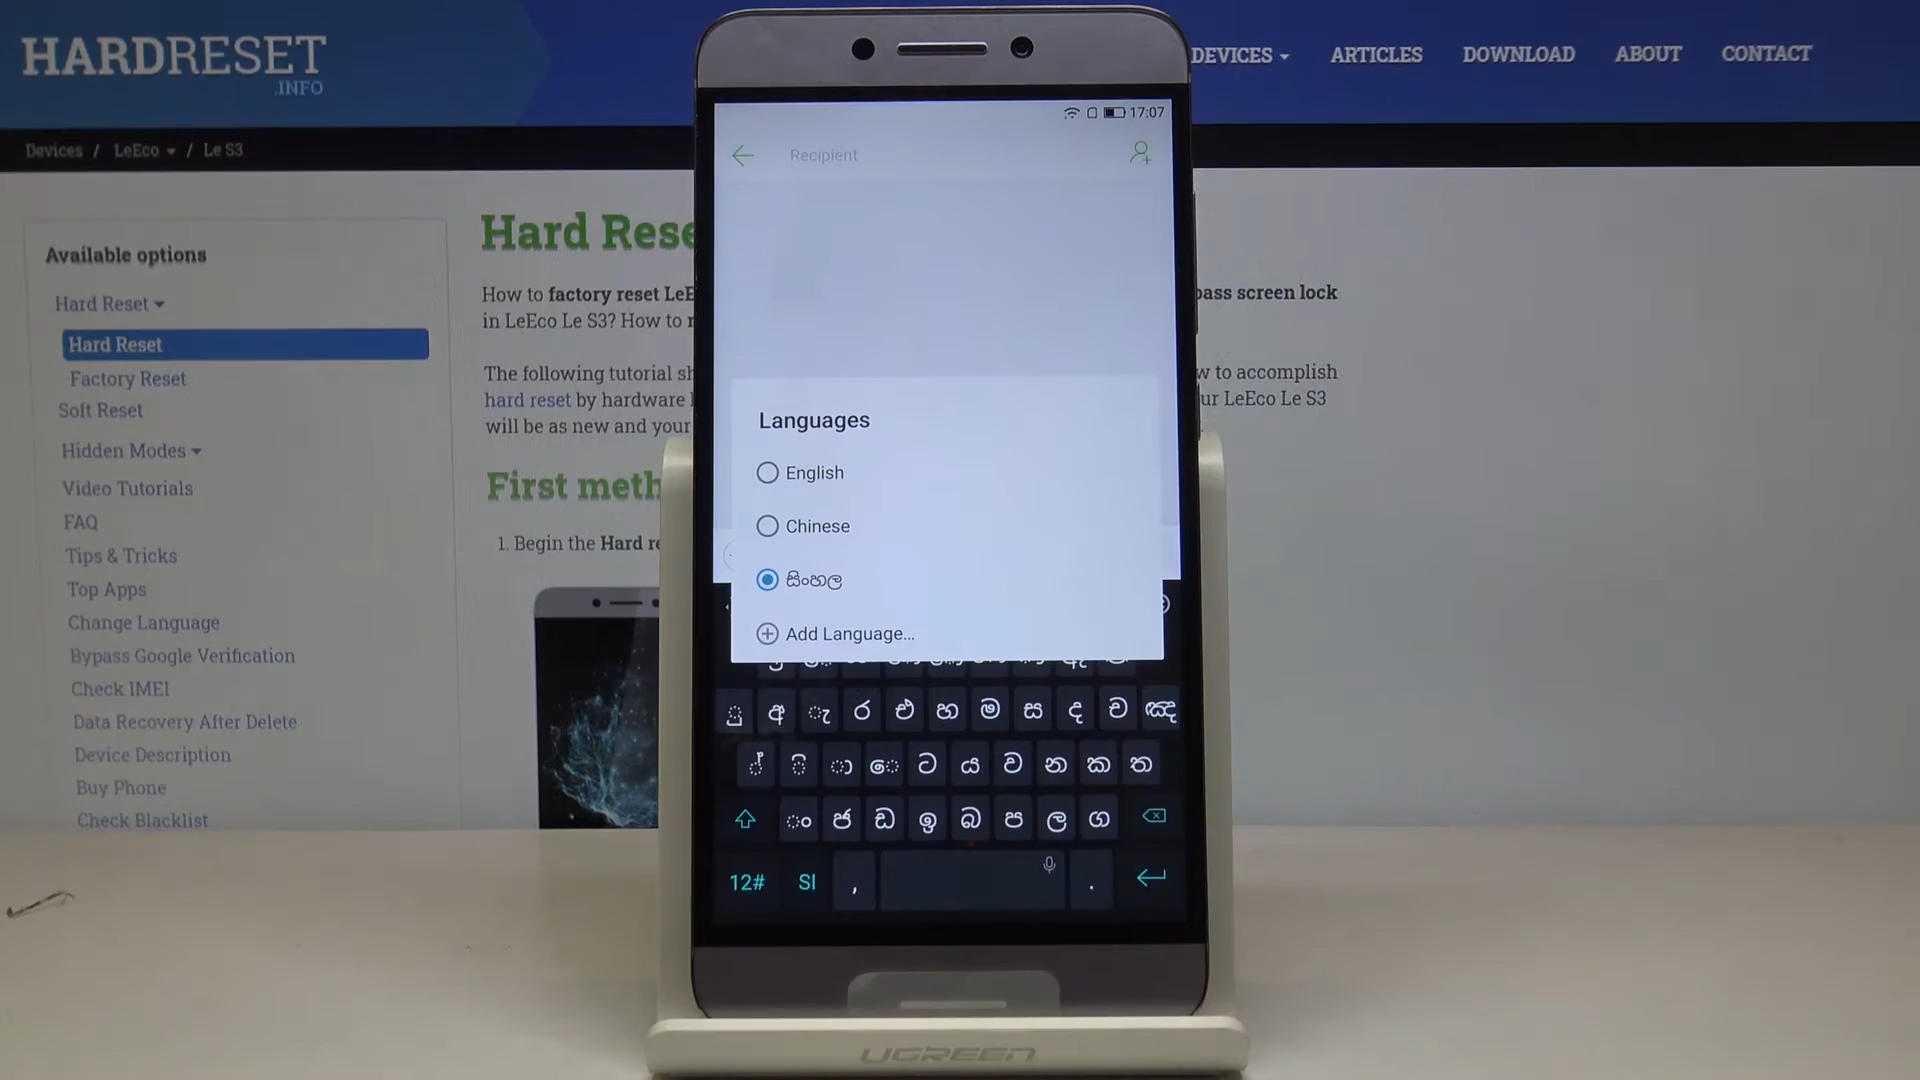 HARDRESET
.INFO
DEVICES
ARTICLES
DOWNLOAD
ABOUT
CONTACT
Devices / LeEco / Le S3
Available options
Hard Reset
Hard Reset
Factory Reset
Soft Reset
Hidden Modes
Video Tutorials
FAQ
Tips & Tricks
Top Apps
Change Language
Bypass Google Verification
Check IMEI
Data Recovery After Delete
Device Description
Buy Phone
Check Blacklist
Hard Rese
How to factory reset LeE
pass screen lock
in LeEco Le S3? How to
The following tutorial sh
w to accomplish
hard reset by hardware
ur LeEco Le S3
will be as new and your
First meth
1. Begin the Hard re
17:07
Recipient
Languages
English
Chinese
සිංහල
Add Language...
ු අ ැ ර එ හ ම ස ද ච ඤ
් ි ා ෙ ට ය ව න ක ත
ං ජ ඩ ඉ බ ප ල ග
12# SI , .
UGREEN